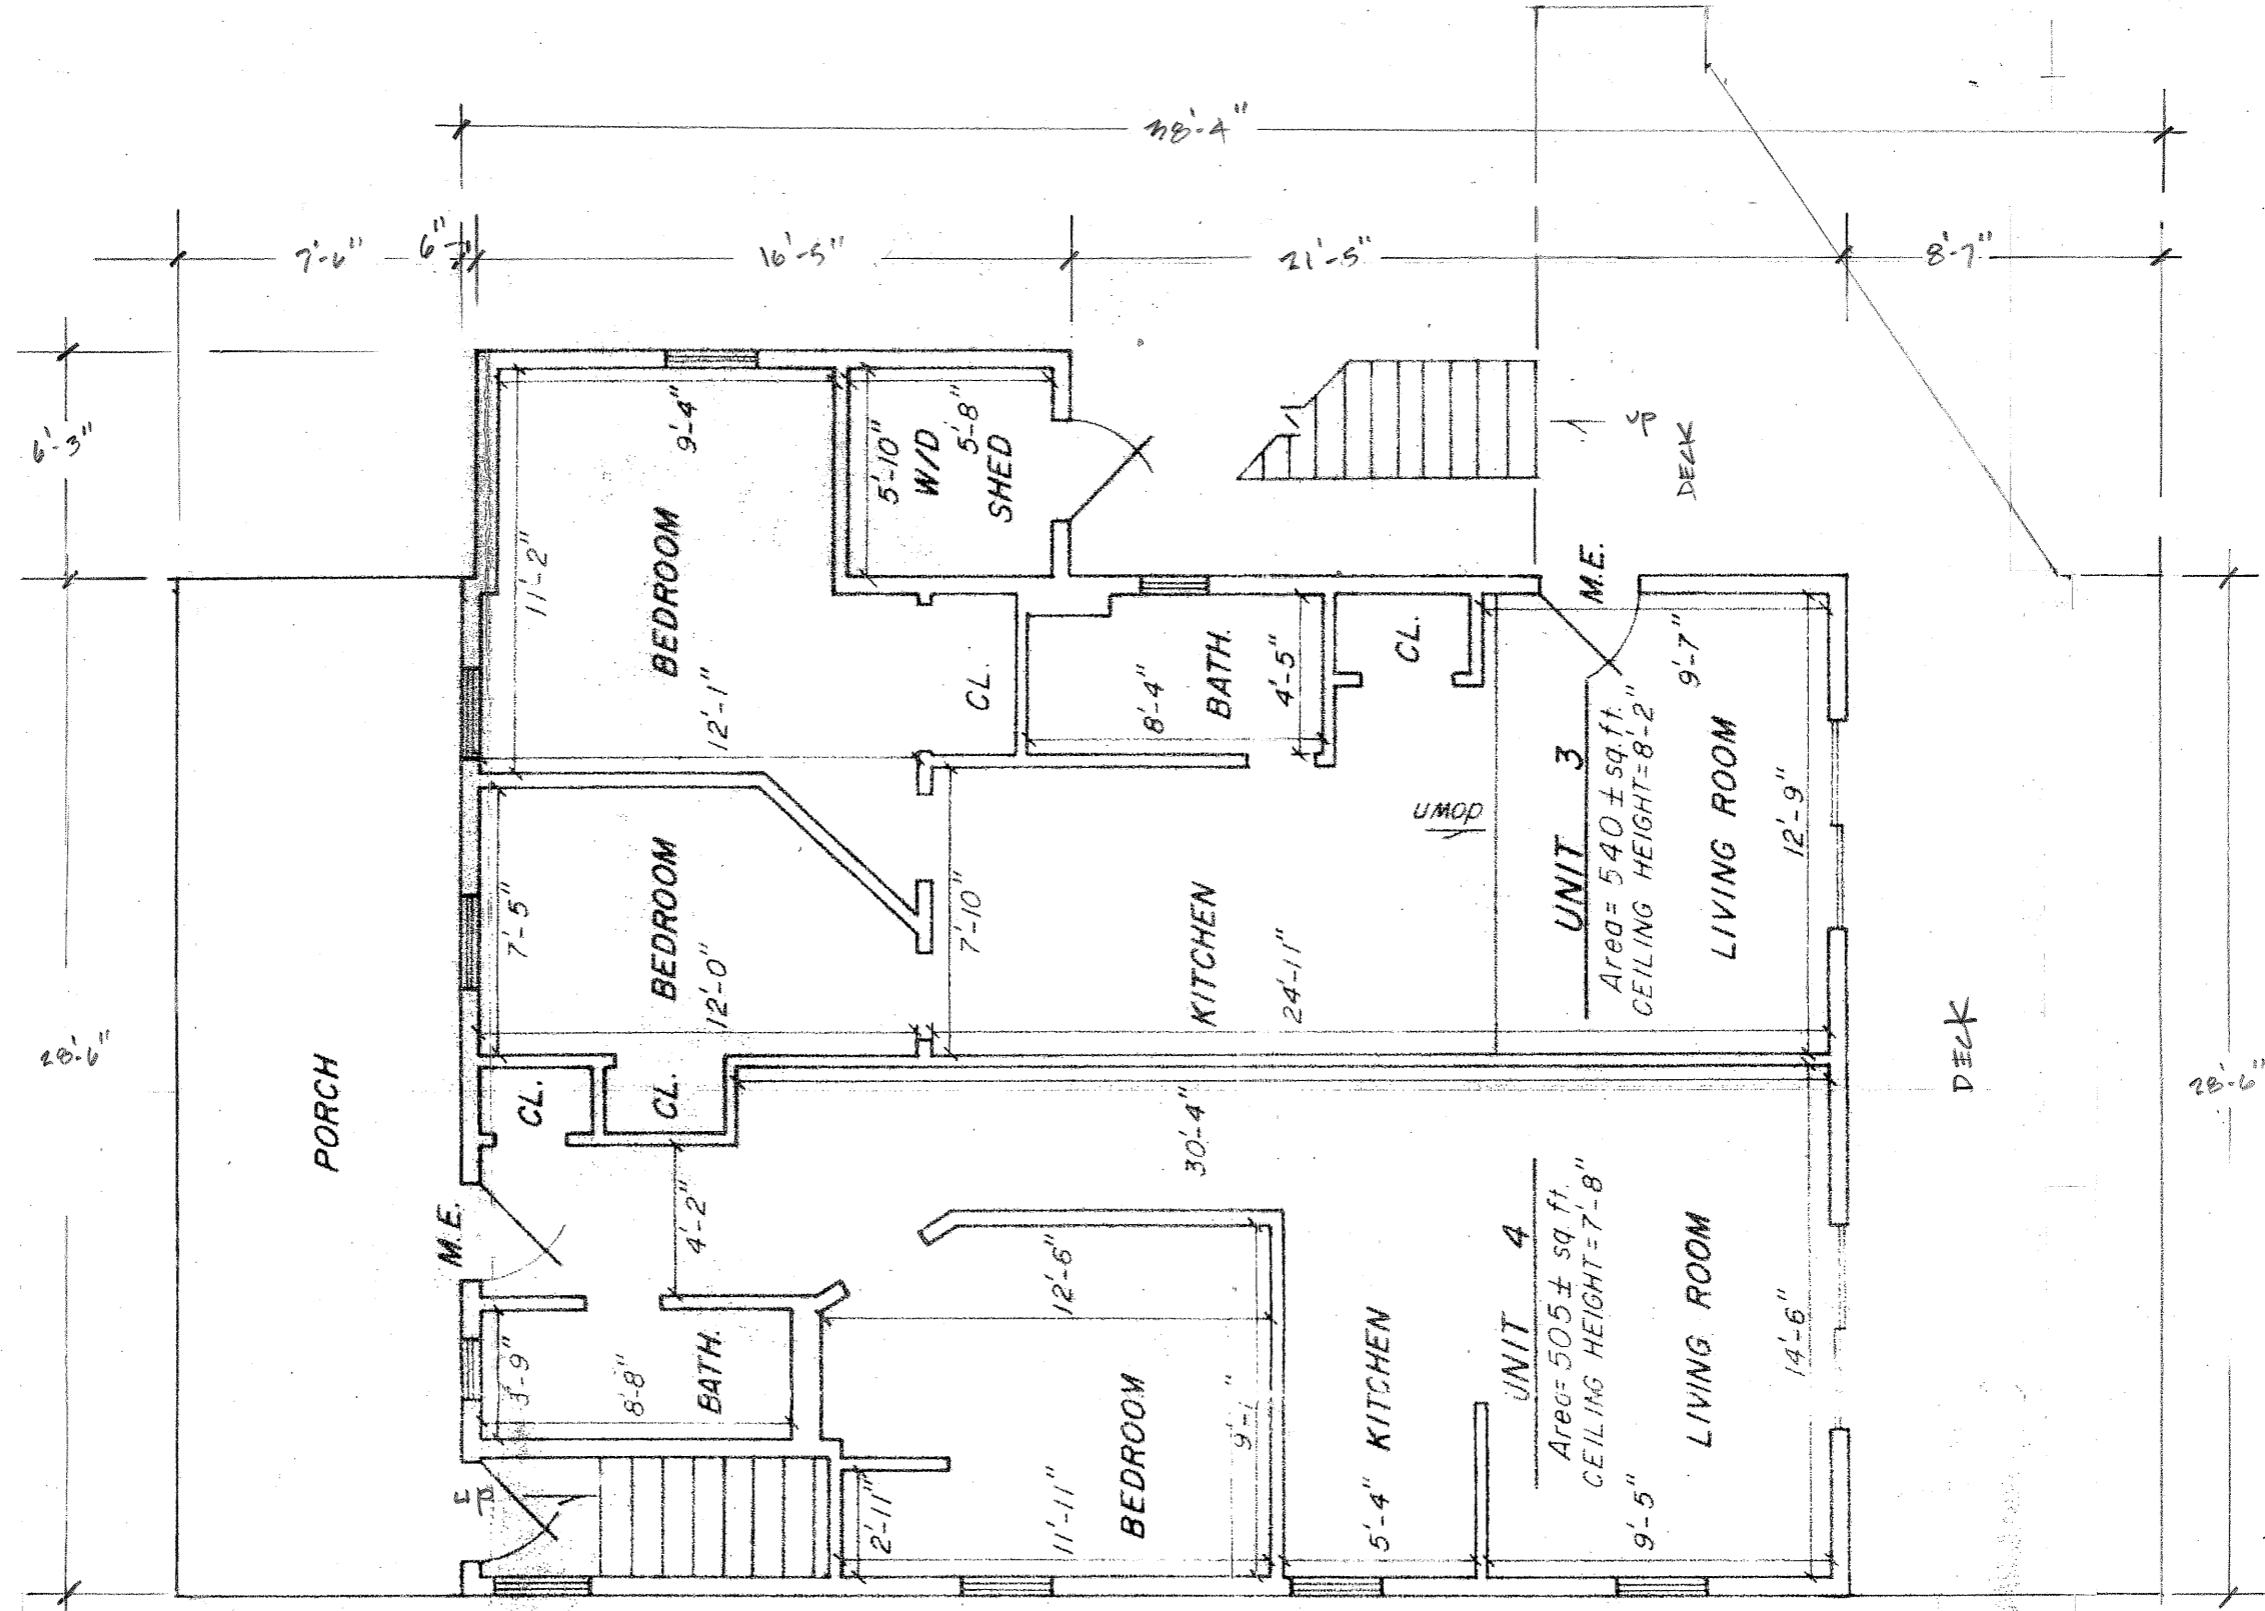 38'-4"
7'-6"
6"
16'-5"
21'-5"
8'-7"
6'-3"
28'-6"
28'-6"
PORCH
DECK
DECK
up
M.E.
BEDROOM
11'-2"
9'-4"
12'-1"
5'-10"
W/D
5'-8"
SHED
CL.
8'-4"
BATH.
4'-5"
CL.
BEDROOM
7'-5"
12'-0"
7'-10"
KITCHEN
24'-11"
down
UNIT 3
Area= 540 ± sq.ft.
CEILING HEIGHT=8'-2"
9'-7"
LIVING ROOM
12'-9"
CL.
CL.
M.E.
4'-2"
30'-4"
3'-9"
8'-8"
BATH.
up
2'-11"
12'-6"
11'-11"
BEDROOM
9'-1"
5'-4" KITCHEN
UNIT 4
Area= 505 ± sq.ft.
CEILING HEIGHT=7'-8"
9'-5"
LIVING ROOM
14'-6"